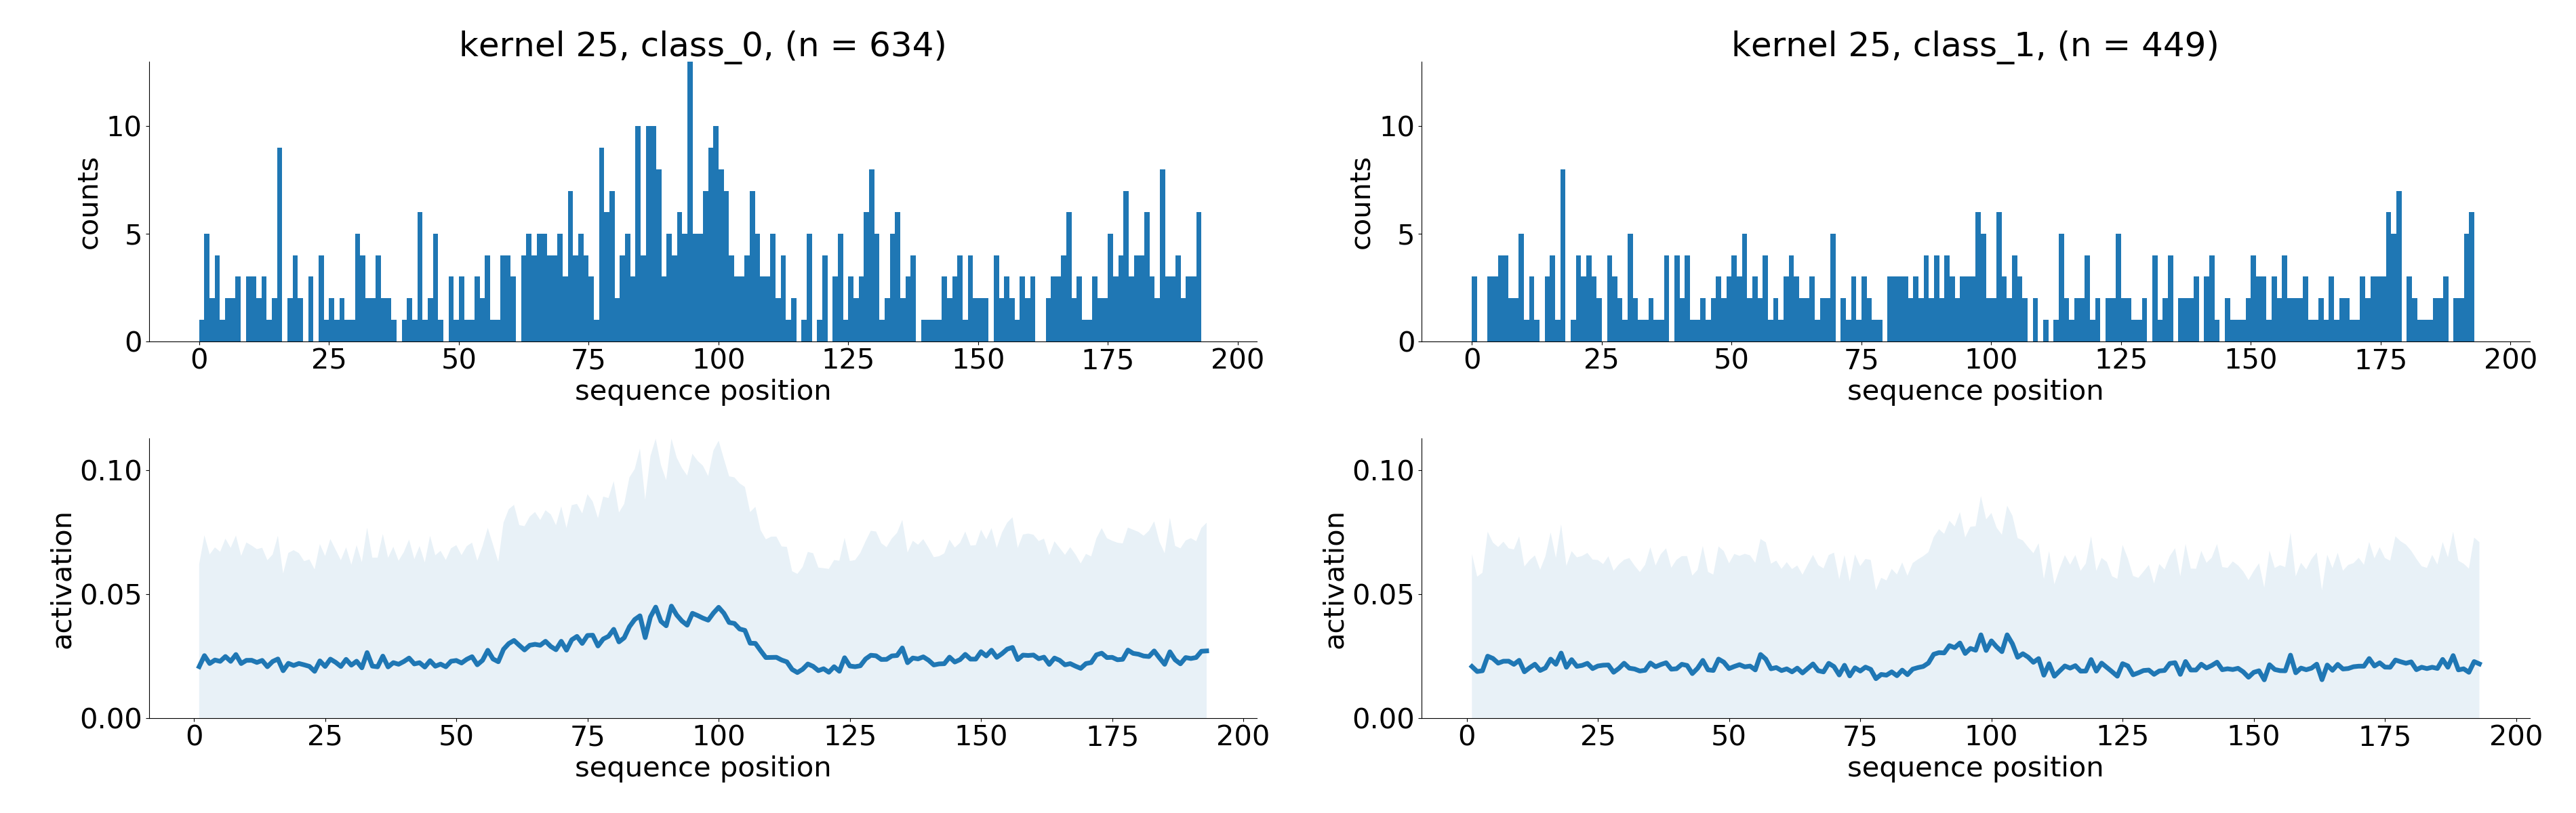 kernel 25, class_0, (n = 634)
10
5
0
counts
0 25 50 75 100 125 150 175 200
sequence position
0.10
0.05
0.00
activation
0 25 50 75 100 125 150 175 200
sequence position
kernel 25, class_1, (n = 449)
10
5
0
counts
0 25 50 75 100 125 150 175 200
sequence position
0.10
0.05
0.00
activation
0 25 50 75 100 125 150 175 200
sequence position